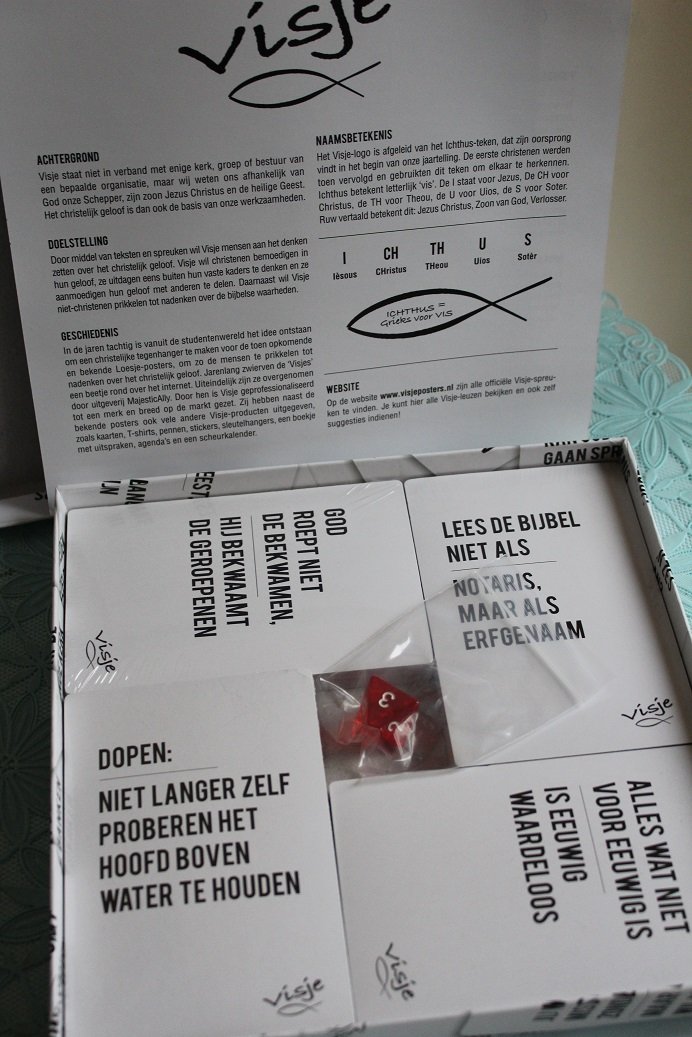 Visje
ACHTERGROND
Visje staat niet in verband met enige kerk, groep of bestuur van
een bepaalde organisatie, maar wij weten ons afhankelijk van
God onze Schepper, zijn zoon Jezus Christus en de heilige Geest.
Het christelijk geloof is dan ook de basis van onze werkzaamheden.
DOELSTELLING
Door middel van teksten en spreuken wil Visje mensen aan het denken
zetten over het christelijk geloof. Visje wil christenen bemoedigen in
hun geloof, ze uitdagen eens buiten hun vaste kaders te denken en ze
aanmoedigen hun geloof met anderen te delen. Daarnaast wil Visje
niet-christenen prikkelen tot nadenken over de bijbelse waarheden.
GESCHIEDENIS
In de jaren tachtig is vanuit de studentenwereld het idee ontstaan
om een christelijke tegenhanger te maken voor de toen opkomende
en bekende Loesje-posters, om zo de mensen te prikkelen tot
nadenken over het christelijk geloof. Jarenlang zwierven de 'Visjes'
een beetje rond over het internet. Uiteindelijk zijn ze overgenomen
door uitgeverij MajesticAlly. Door hen is Visje geprofessionaliseerd
tot een merk en breed op de markt gezet. Zij hebben naast de
bekende posters ook vele andere Visje-producten uitgegeven,
zoals kaarten, T-shirts, pennen, stickers, sleutelhangers, een boekje
met uitspraken, agenda's en een scheurkalender.
NAAMSBETEKENIS
Het Visje-logo is afgeleid van het Ichthus-teken, dat zijn oorsprong
vindt in het begin van onze jaartelling. De eerste christenen werden
toen vervolgd en gebruikten dit teken om elkaar te herkennen.
Ichthus betekent letterlijk 'vis'. De I staat voor Jezus, De CH voor
Christus, de TH voor Theou, de U voor Uios, de S voor Soter.
Ruw vertaald betekent dit: Jezus Christus, Zoon van God, Verlosser.
I CH TH U S
Ièsous CHristus THeou Uios Sotèr
ICHTHUS =
Grieks voor VIS
WEBSITE
Op de website www.visjeposters.nl zijn alle officiële Visje-spreu-
ken te vinden. Je kunt hier alle Visje-leuzen bekijken en ook zelf
suggesties indienen!
GAAN
GOD
ROEPT NIET
DE BEKWAMEN,
HIJ BEKWAAMT
DE GEROEPENEN
Visje
LEES DE BIJBEL
NIET ALS
NOTARIS,
MAAR ALS
ERFGENAAM
Visje
3
DOPEN:
NIET LANGER ZELF
PROBEREN HET
HOOFD BOVEN
WATER TE HOUDEN
Visje
ALLES WAT NIET
VOOR EEUWIG IS
IS EEUWIG
WAARDELOOS
Visje